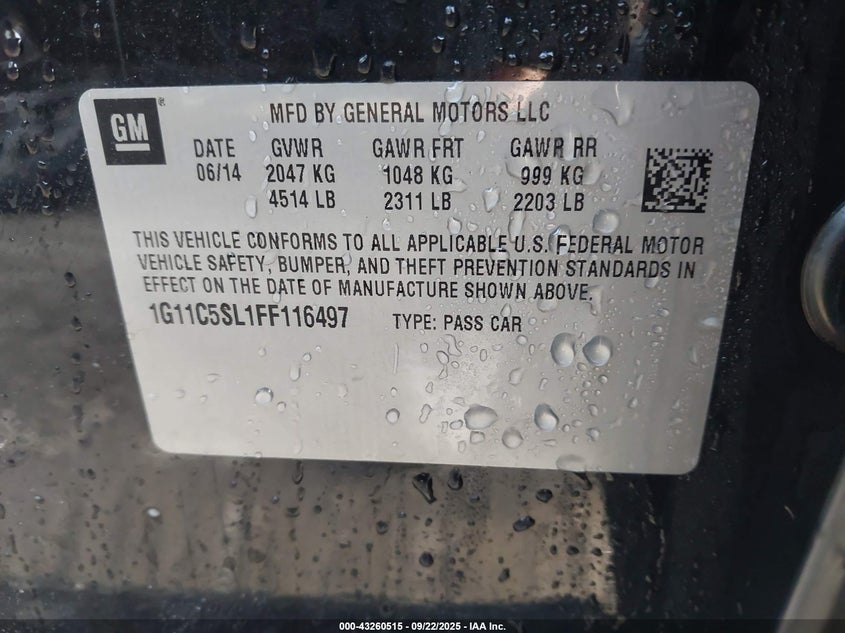 GM ®
MFD BY GENERAL MOTORS LLC
DATE GVWR GAWR FRT GAWR RR
06/14 2047 KG 1048 KG 999 KG
4514 LB 2311 LB 2203 LB
THIS VEHICLE CONFORMS TO ALL APPLICABLE U.S. FEDERAL MOTOR
VEHICLE SAFETY, BUMPER, AND THEFT PREVENTION STANDARDS IN
EFFECT ON THE DATE OF MANUFACTURE SHOWN ABOVE.
1G11C5SL1FF116497 TYPE: PASS CAR
000-43260515 - 09/22/2025 - IAA Inc.